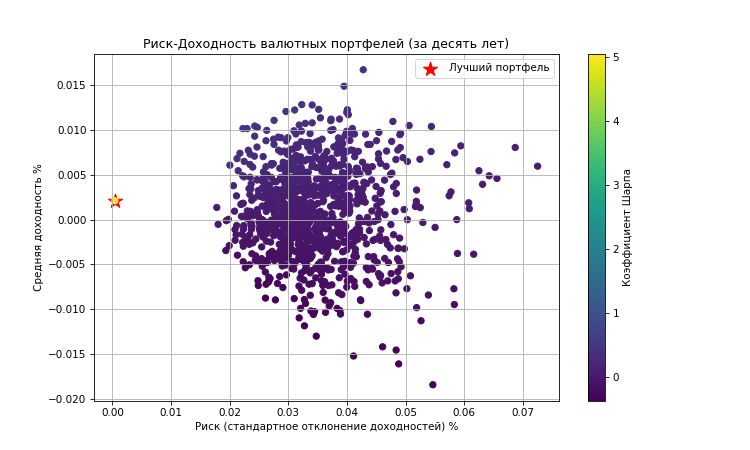 Риск-Доходность валютных портфелей (за десять лет)
Лучший портфель
Средняя доходность %
0.015
0.010
0.005
0.000
−0.005
−0.010
−0.015
−0.020
0.00 0.01 0.02 0.03 0.04 0.05 0.06 0.07
Риск (стандартное отклонение доходностей) %
5
4
3
2
1
0
Коэффициент Шарпа